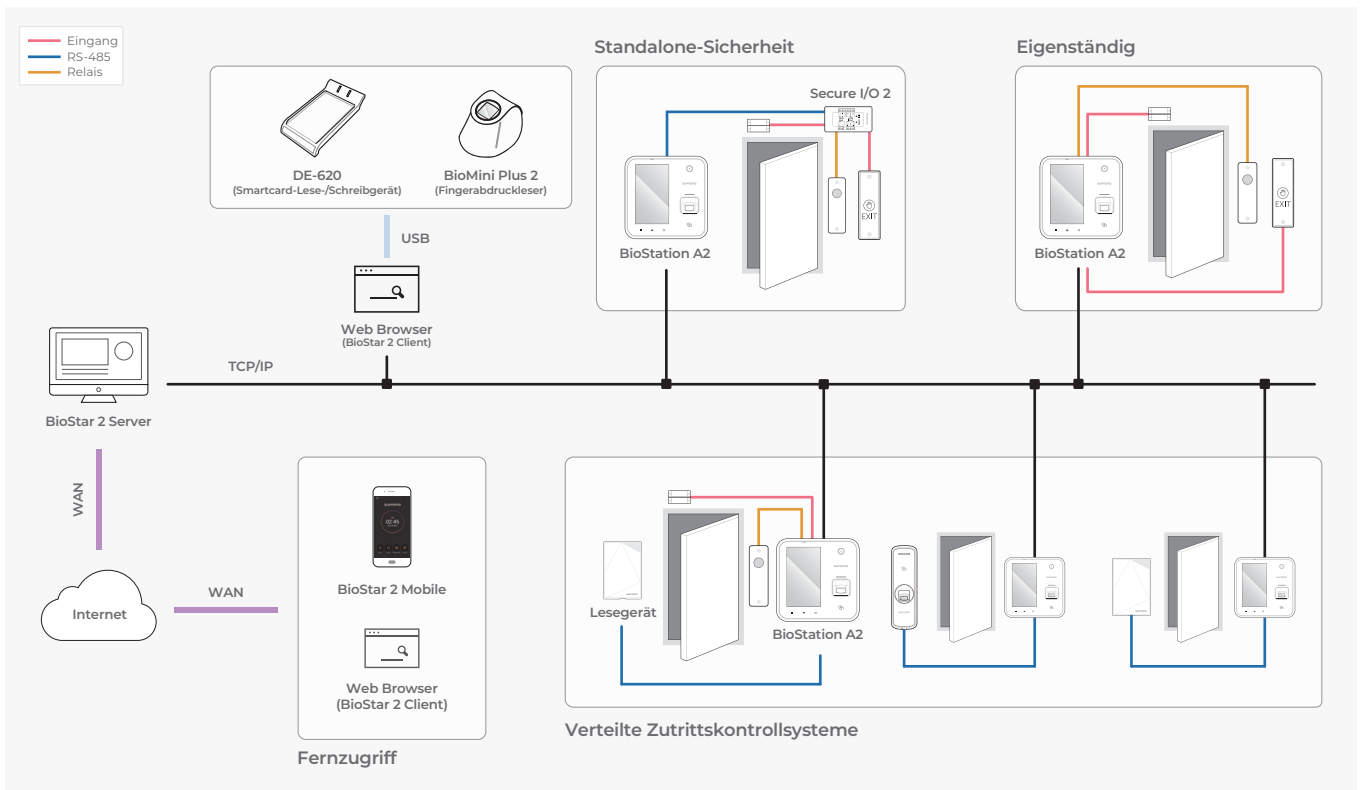 Eingang
RS-485
Relais
Standalone-Sicherheit
Eigenständig
Secure I/O 2
DE-620
(Smartcard-Lese-/Schreibgerät)
BioMini Plus 2
(Fingerabdruckleser)
EXIT
BioStation A2
EXIT
BioStation A2
USB
Web Browser
(BioStar 2 Client)
TCP/IP
BioStar 2 Server
WAN
Internet
WAN
02:45
BioStar 2 Mobile
Web Browser
(BioStar 2 Client)
Fernzugriff
Lesegerät
BioStation A2
Verteilte Zutrittskontrollsysteme